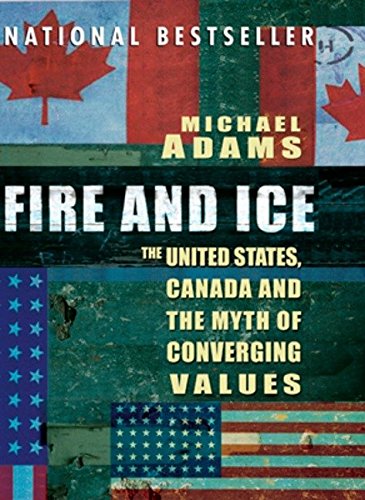 NATIONAL BESTSELLER
MICHAEL
ADAMS
FIRE AND ICE
THE UNITED STATES,
CANADA AND
THE MYTH OF
CONVERGING
VALUES